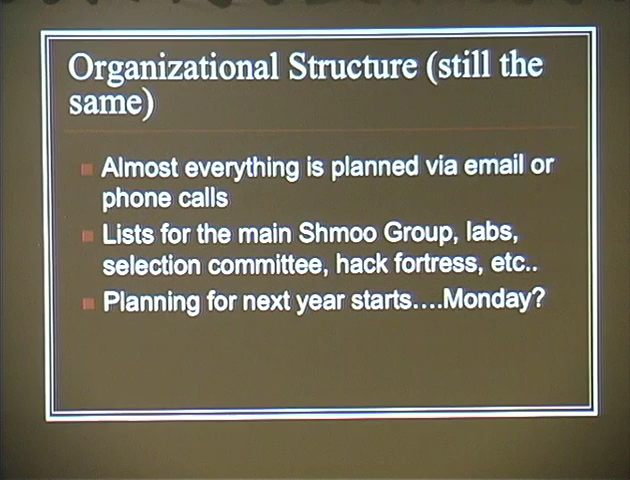 Organizational Structure (still the
same)
Almost everything is planned via email or
phone calls
Lists for the main Shmoo Group, labs,
selection committee, hack fortress, etc..
Planning for next year starts....Monday?